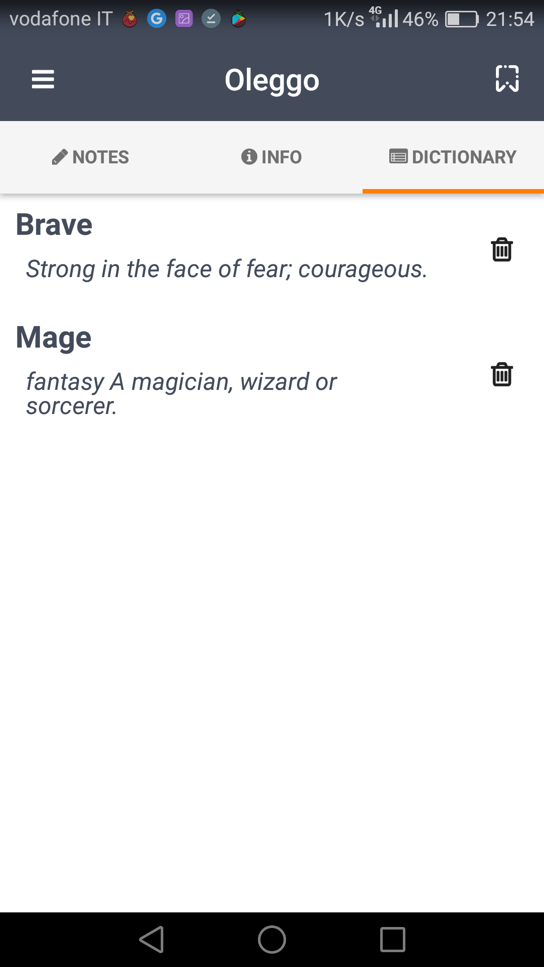 vodafone IT 1K/s 4G 46% 21:54
Oleggo
NOTES INFO DICTIONARY
Brave
Strong in the face of fear; courageous.
Mage
fantasy A magician, wizard or
sorcerer.